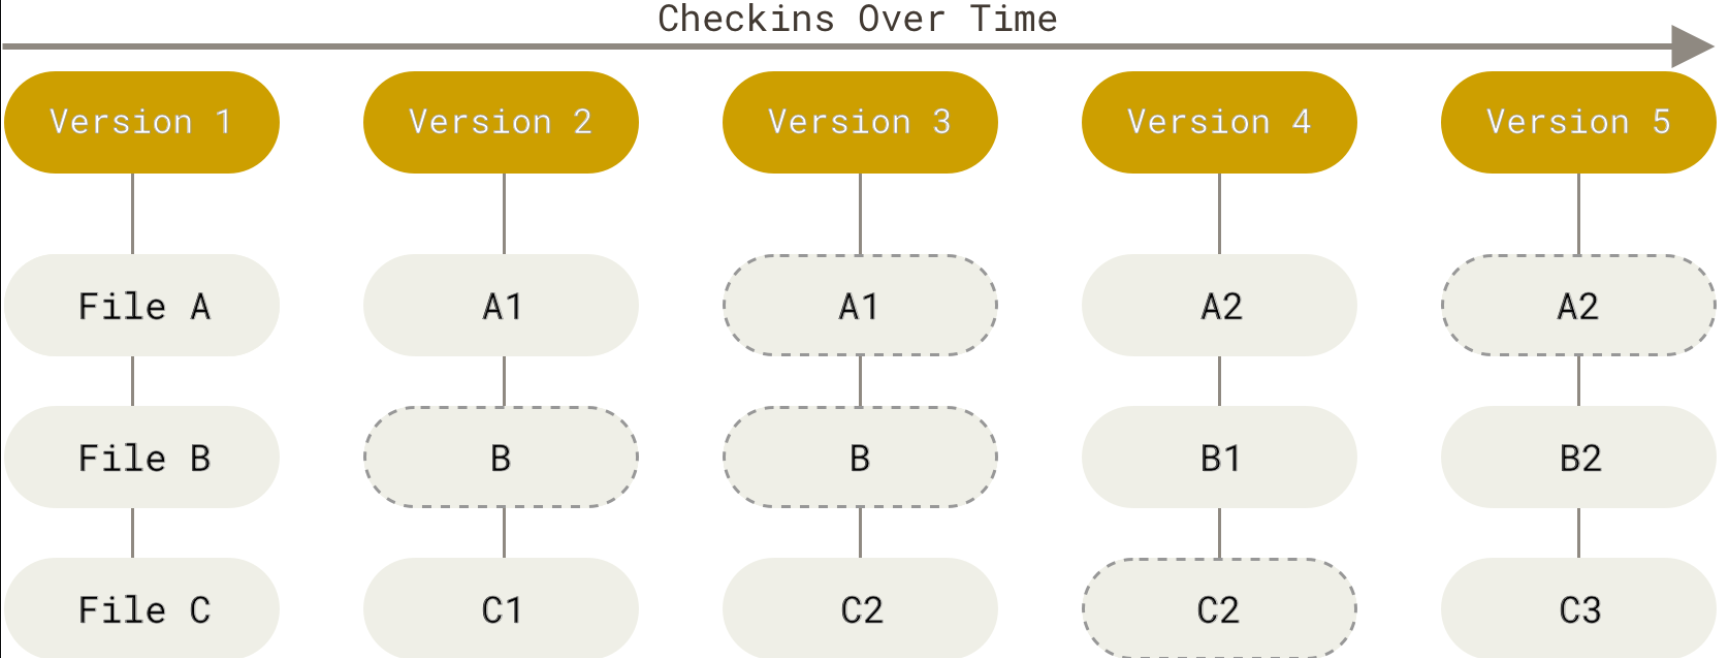 Checkins Over Time
Version 1
Version 2
Version 3
Version 4
Version 5
File A
A1
A1
A2
A2
File B
B
B
B1
B2
File C
C1
C2
C2
C3